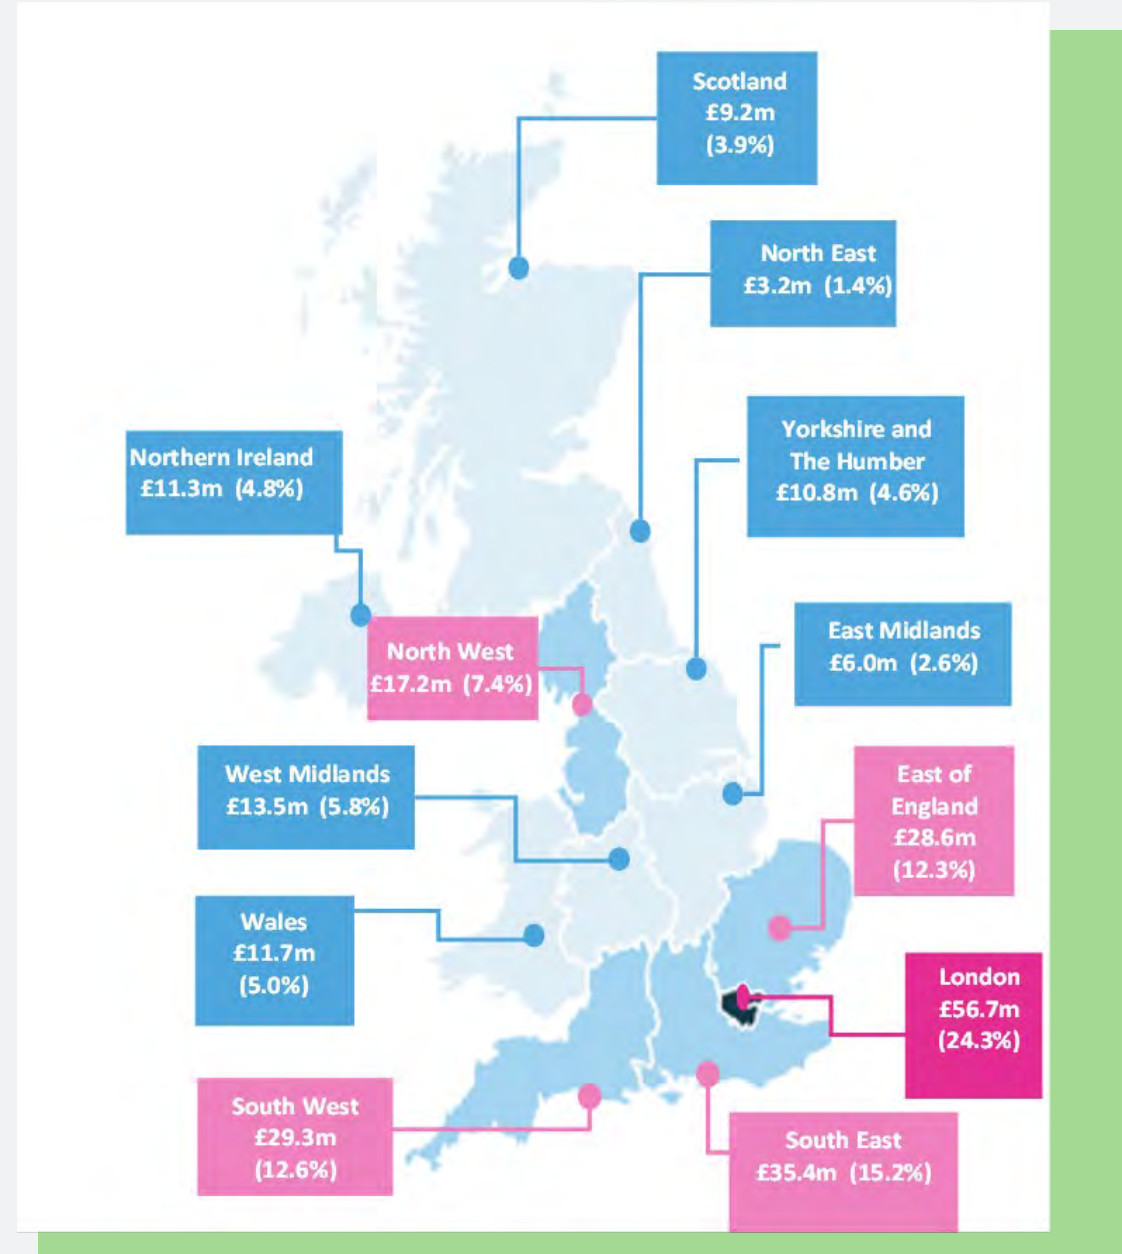 Scotland
£9.2m
(3.9%)
North East
£3.2m (1.4%)
Yorkshire and
The Humber
£10.8m (4.6%)
Northern Ireland
£11.3m (4.8%)
East Midlands
£6.0m (2.6%)
North West
£17.2m (7.4%)
West Midlands
£13.5m (5.8%)
East of
England
£28.6m
(12.3%)
Wales
£11.7m
(5.0%)
London
£56.7m
(24.3%)
South West
£29.3m
(12.6%)
South East
£35.4m (15.2%)